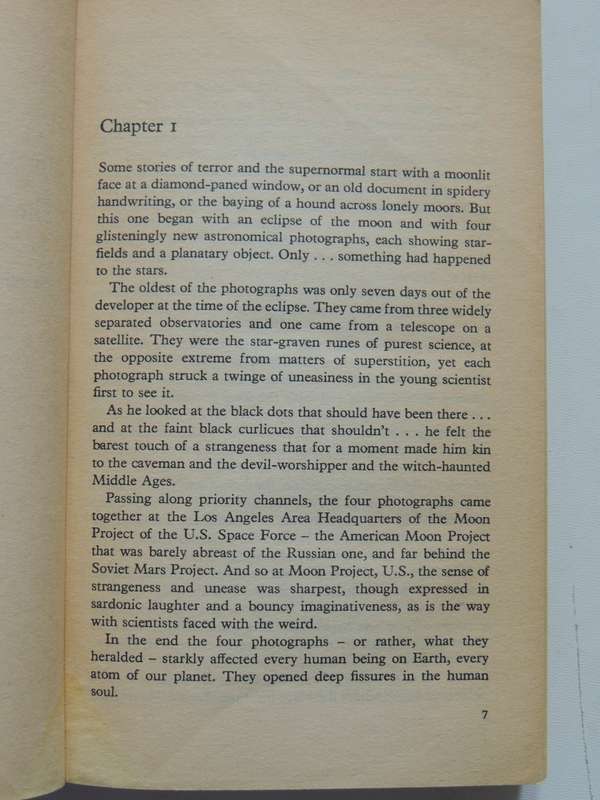 Chapter 1
Some stories of terror and the supernormal start with a moonlit
face at a diamond-paned window, or an old document in spidery
handwriting, or the baying of a hound across lonely moors. But
this one began with an eclipse of the moon and with four
glisteningly new astronomical photographs, each showing star-
fields and a planatary object. Only . . . something had happened
to the stars.
The oldest of the photographs was only seven days out of the
developer at the time of the eclipse. They came from three widely
separated observatories and one came from a telescope on a
satellite. They were the star-graven runes of purest science, at
the opposite extreme from matters of superstition, yet each
photograph struck a twinge of uneasiness in the young scientist
first to see it.
As he looked at the black dots that should have been there . . .
and at the faint black curlicues that shouldn't . . . he felt the
barest touch of a strangeness that for a moment made him kin
to the caveman and the devil-worshipper and the witch-haunted
Middle Ages.
Passing along priority channels, the four photographs came
together at the Los Angeles Area Headquarters of the Moon
Project of the U.S. Space Force – the American Moon Project
that was barely abreast of the Russian one, and far behind the
Soviet Mars Project. And so at Moon Project, U.S., the sense of
strangeness and unease was sharpest, though expressed in
sardonic laughter and a bouncy imaginativeness, as is the way
with scientists faced with the weird.
In the end the four photographs – or rather, what they
heralded – starkly affected every human being on Earth, every
atom of our planet. They opened deep fissures in the human
soul.
7